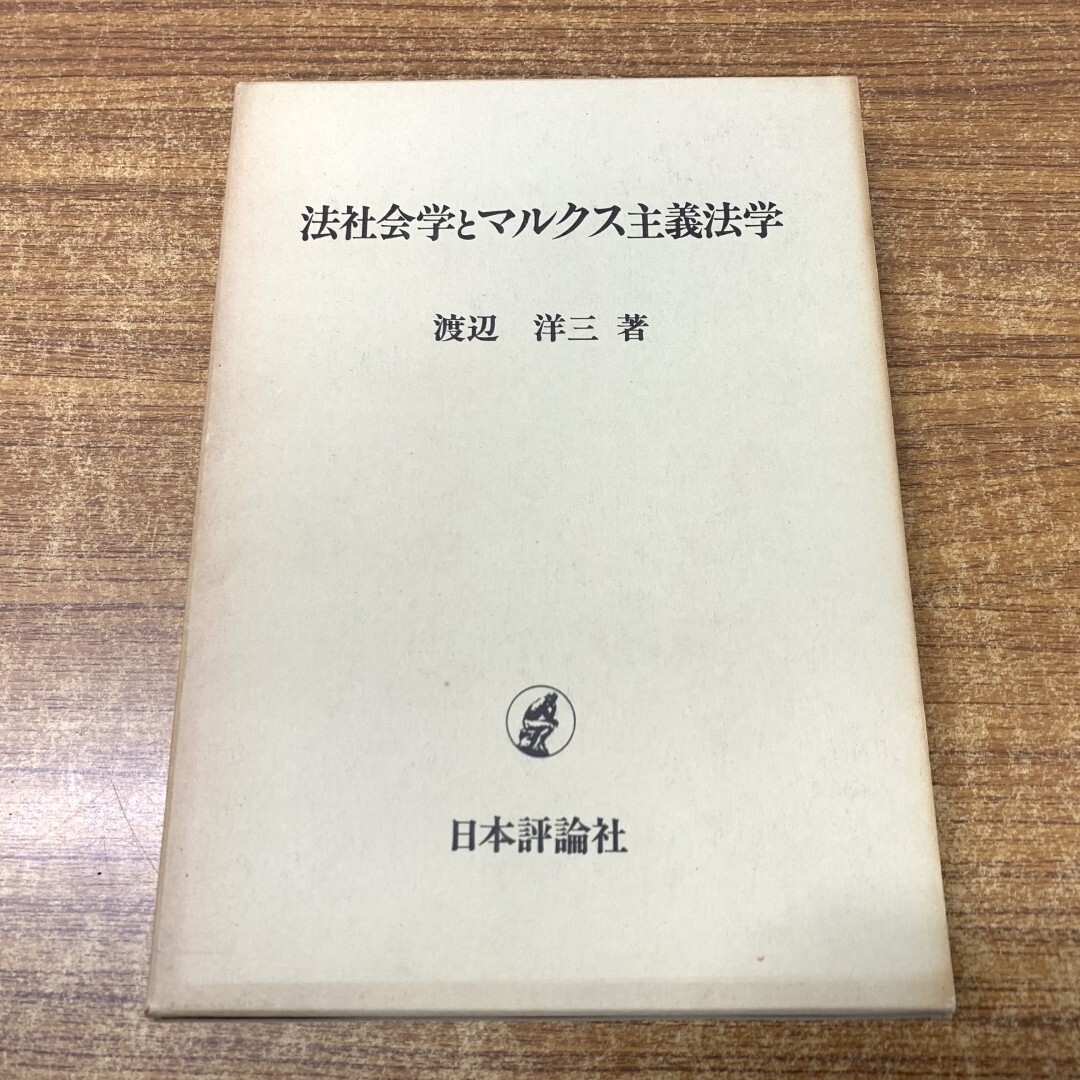 法社会学とマルクス主義法学
渡辺 洋三 著
日本評論社